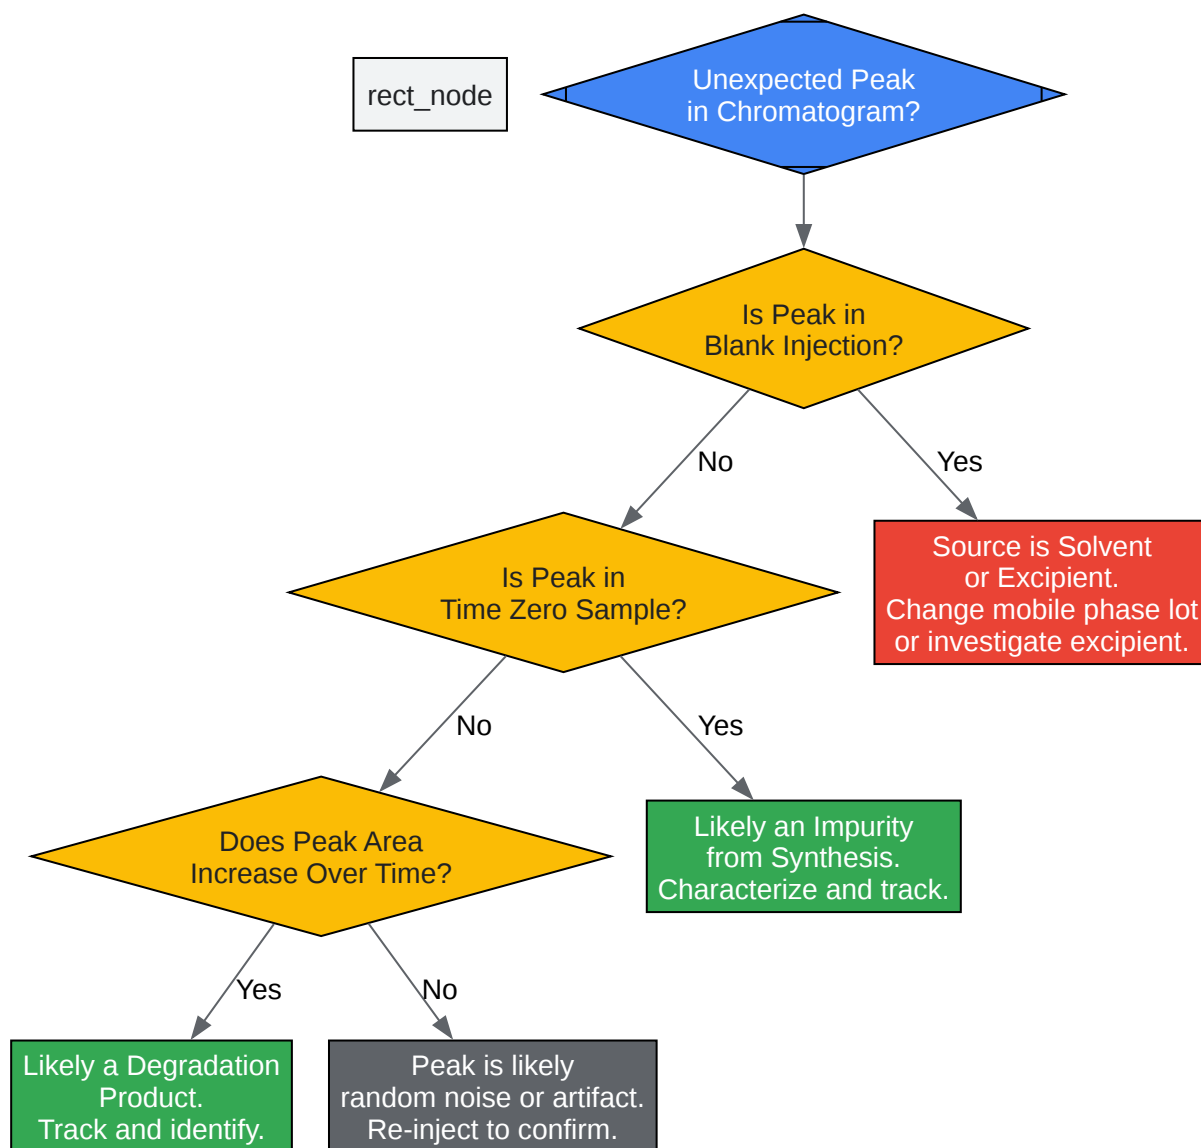 rect_node
Unexpected Peak
in Chromatogram?
Is Peak in
Blank Injection?
No
Yes
Is Peak in
Time Zero Sample?
Source is Solvent
or Excipient.
Change mobile phase lot
or investigate excipient.
No
Yes
Does Peak Area
Increase Over Time?
Likely an Impurity
from Synthesis.
Characterize and track.
Yes
No
Likely a Degradation
Product.
Track and identify.
Peak is likely
random noise or artifact.
Re-inject to confirm.